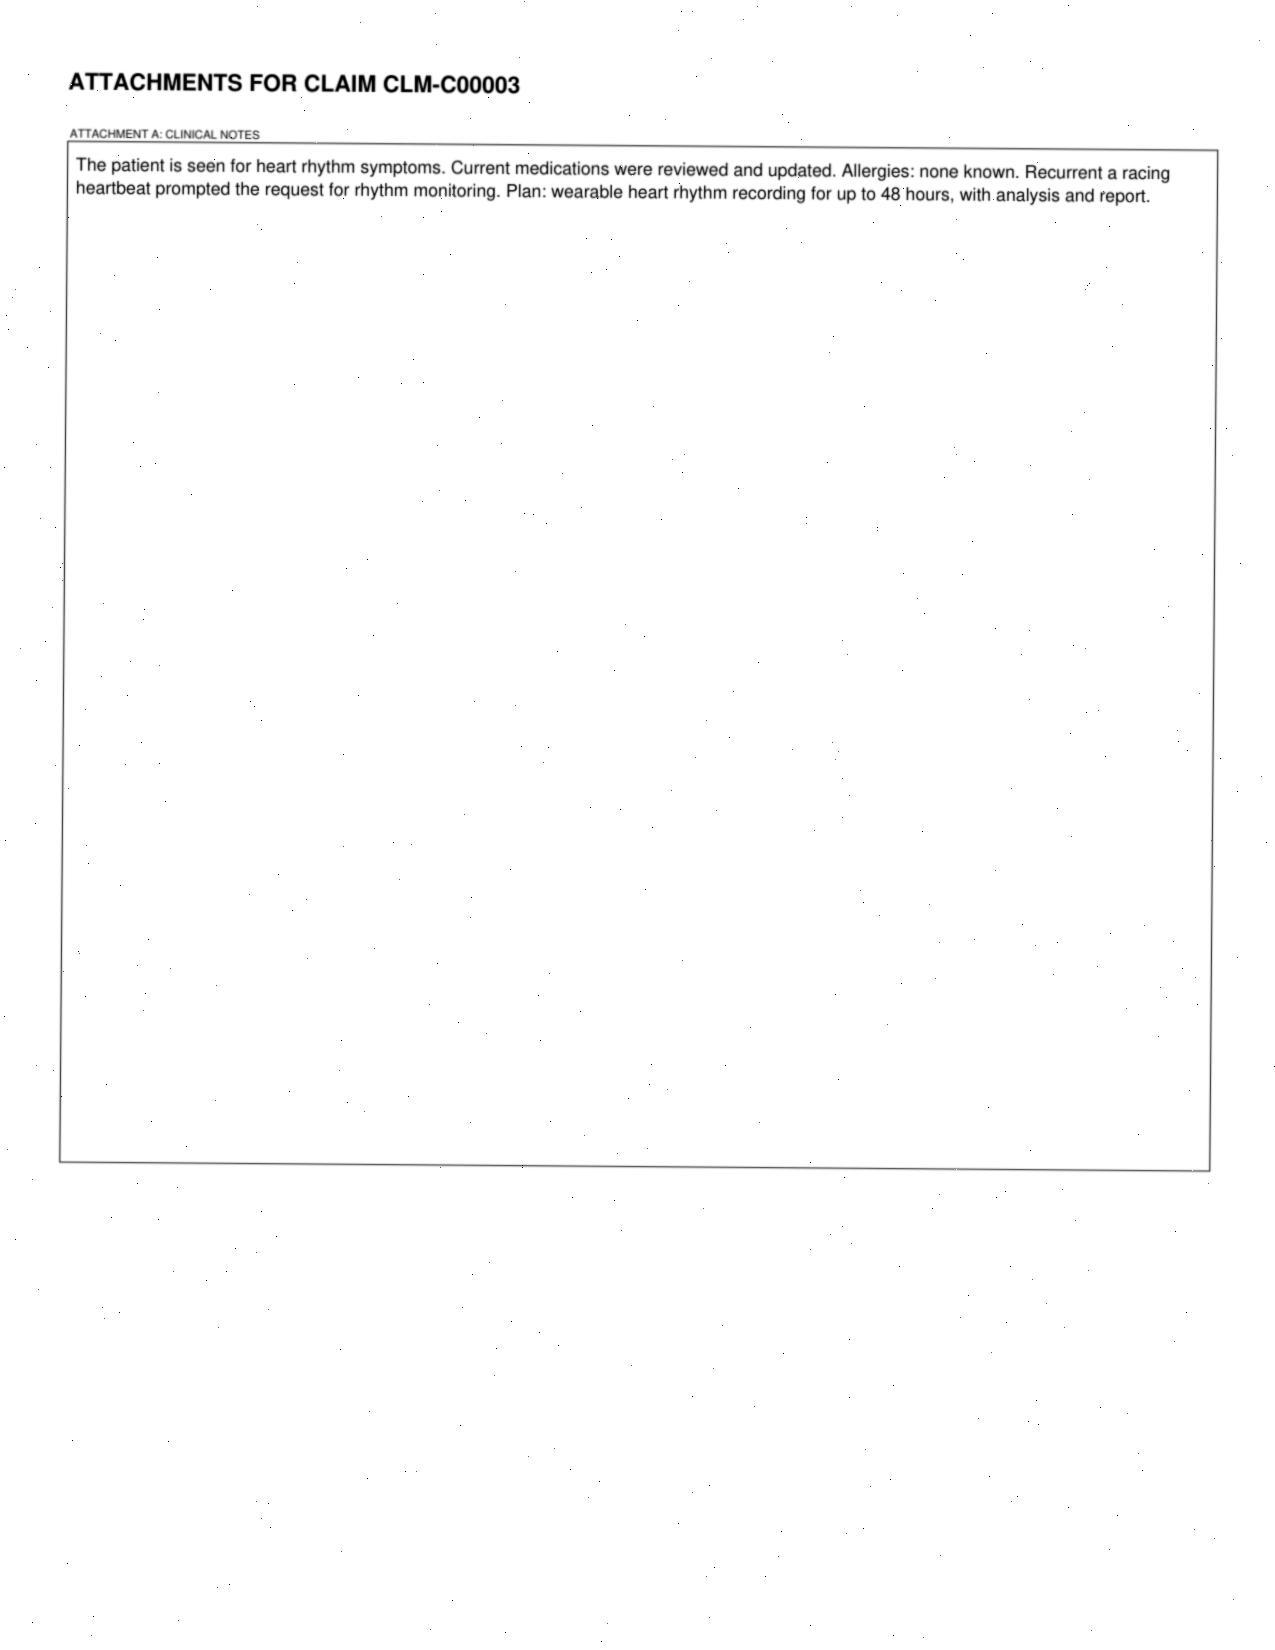 ATTACHMENTS FOR CLAIM CLM-C00003
ATTACHMENT A: CLINICAL NOTES
The patient is seen for heart rhythm symptoms. Current medications were reviewed and updated. Allergies: none known. Recurrent a racing
heartbeat prompted the request for rhythm monitoring. Plan: wearable heart rhythm recording for up to 48 hours, with analysis and report.